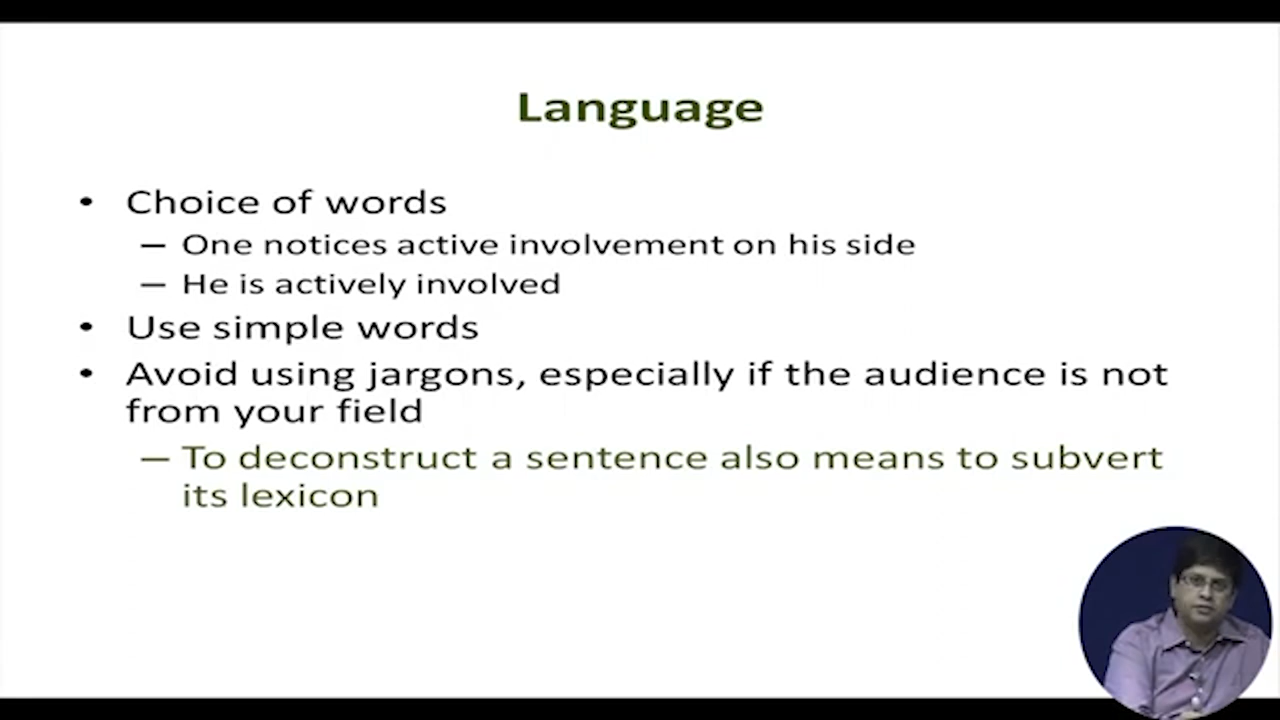 Language
• Choice of words
– One notices active involvement on his side
– He is actively involved
• Use simple words
• Avoid using jargons, especially if the audience is not
from your field
– To deconstruct a sentence also means to subvert
its lexicon